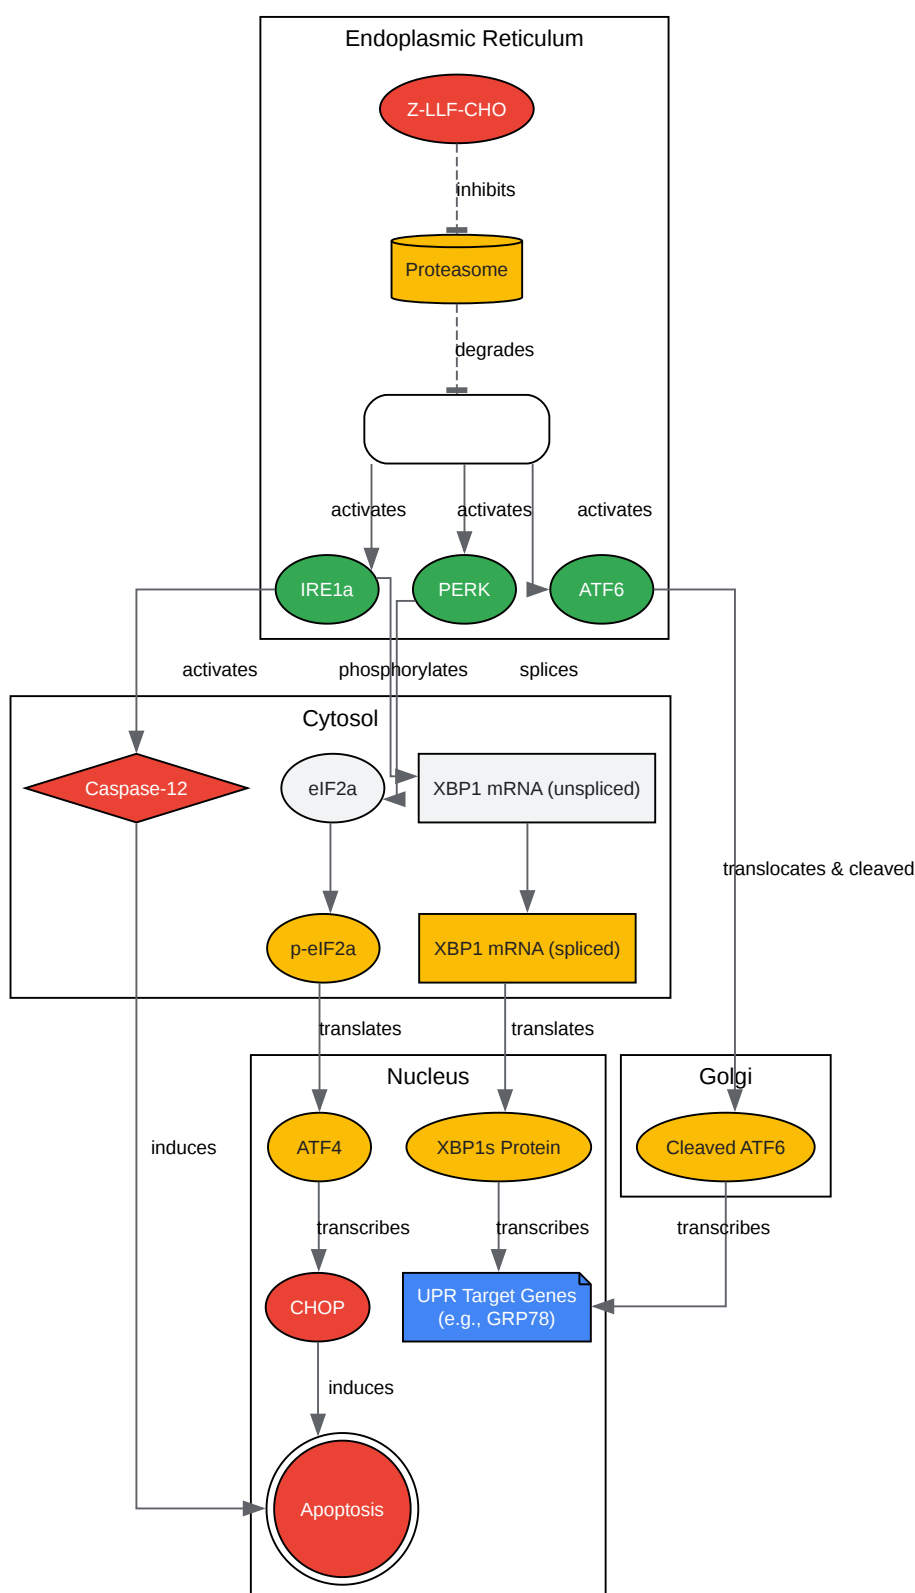 Endoplasmic Reticulum
Z-LLF-CHO
inhibits
Proteasome
degrades
activates
activates
activates
IRE1a
PERK
ATF6
activates
phosphorylates
splices
Cytosol
Caspase-12
eIF2a
XBP1 mRNA (unspliced)
translocates & cleaved
p-eIF2a
XBP1 mRNA (spliced)
translates
translates
Nucleus
Golgi
induces
ATF4
XBP1s Protein
Cleaved ATF6
transcribes
transcribes
transcribes
CHOP
UPR Target Genes
(e.g., GRP78)
induces
Apoptosis